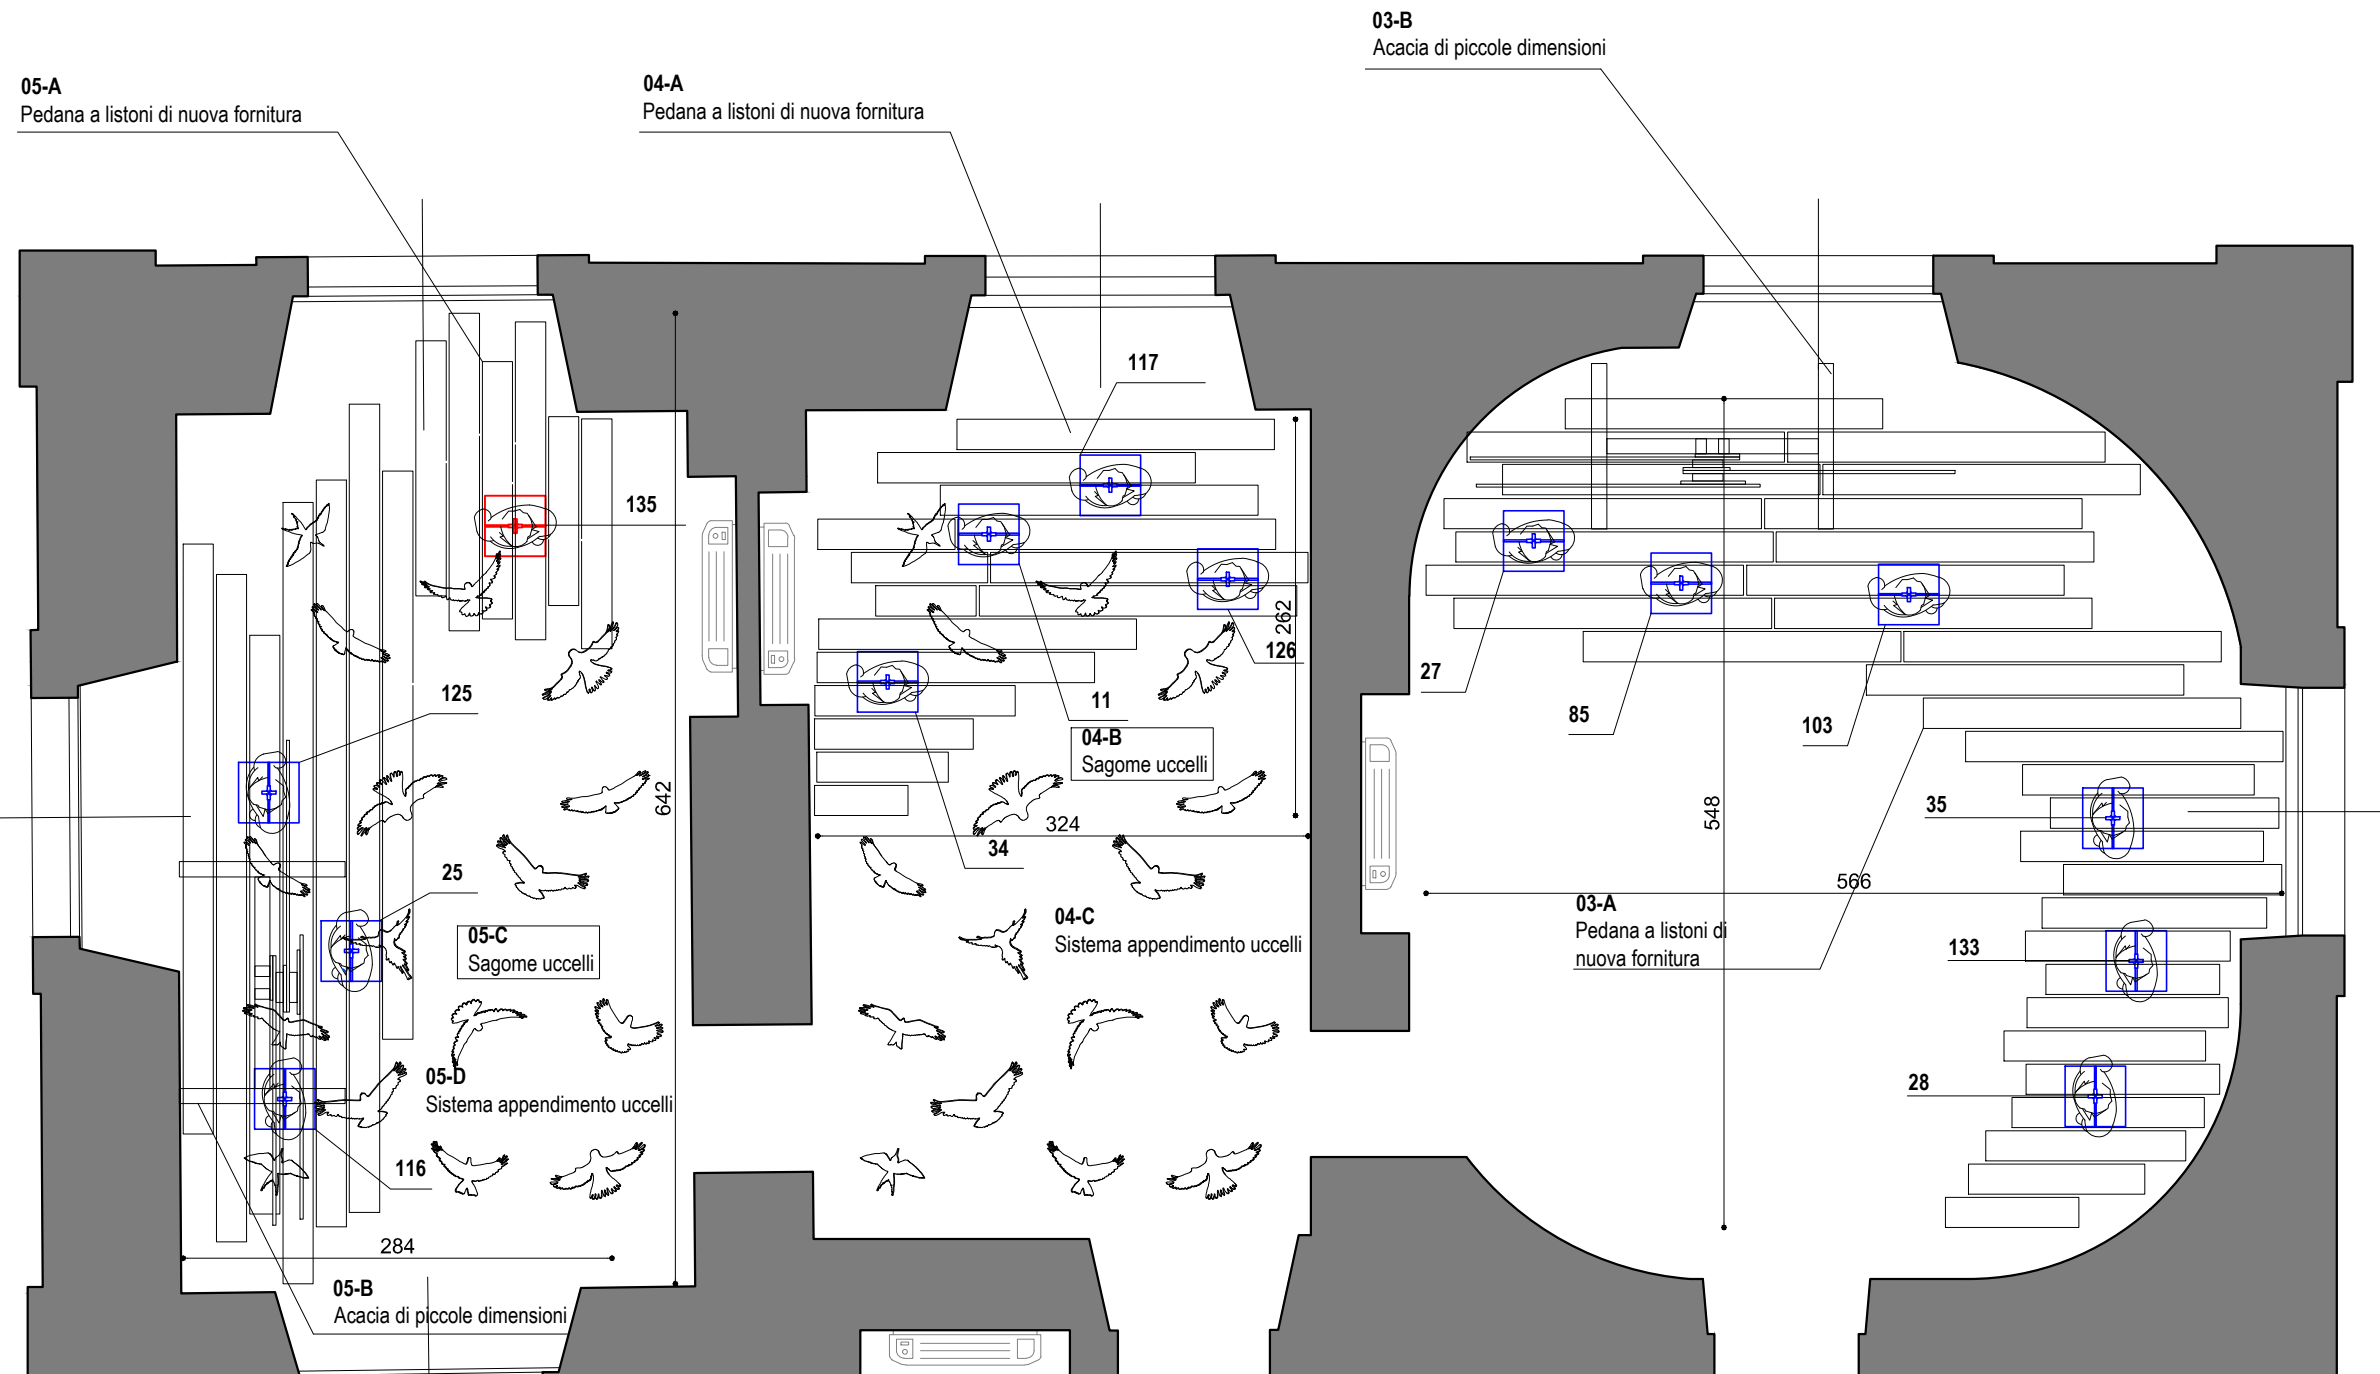 03-B
Acacia di piccole dimensioni
05-A
Pedana a listoni di nuova fornitura
04-A
Pedana a listoni di nuova fornitura
117
135
262
126
27
125
11
85
103
04-B
Sagome uccelli
642
324
548
35
34
25
566
03-A
Pedana a listoni di
nuova fornitura
04-C
Sistema appendimento uccelli
05-C
Sagome uccelli
133
05-D
Sistema appendimento uccelli
28
116
284
05-B
Acacia di piccole dimensioni